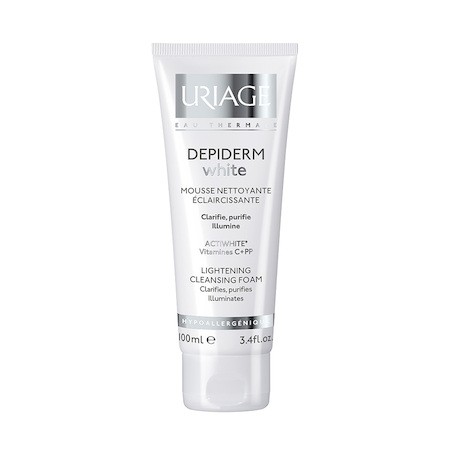 URIAGE
EAU THERMALE
DEPIDERM
white
MOUSSE NETTOYANTE
ÉCLAIRCISSANTE
Clarifie, purifie
Illumine
ACTIWHITE*
Vitamines C+PP
LIGHTENING
CLEANSING FOAM
Clarifies, purifies
Illuminates
HYPOALLERGÉNIQUE
100ml e
3.4fl.oz.